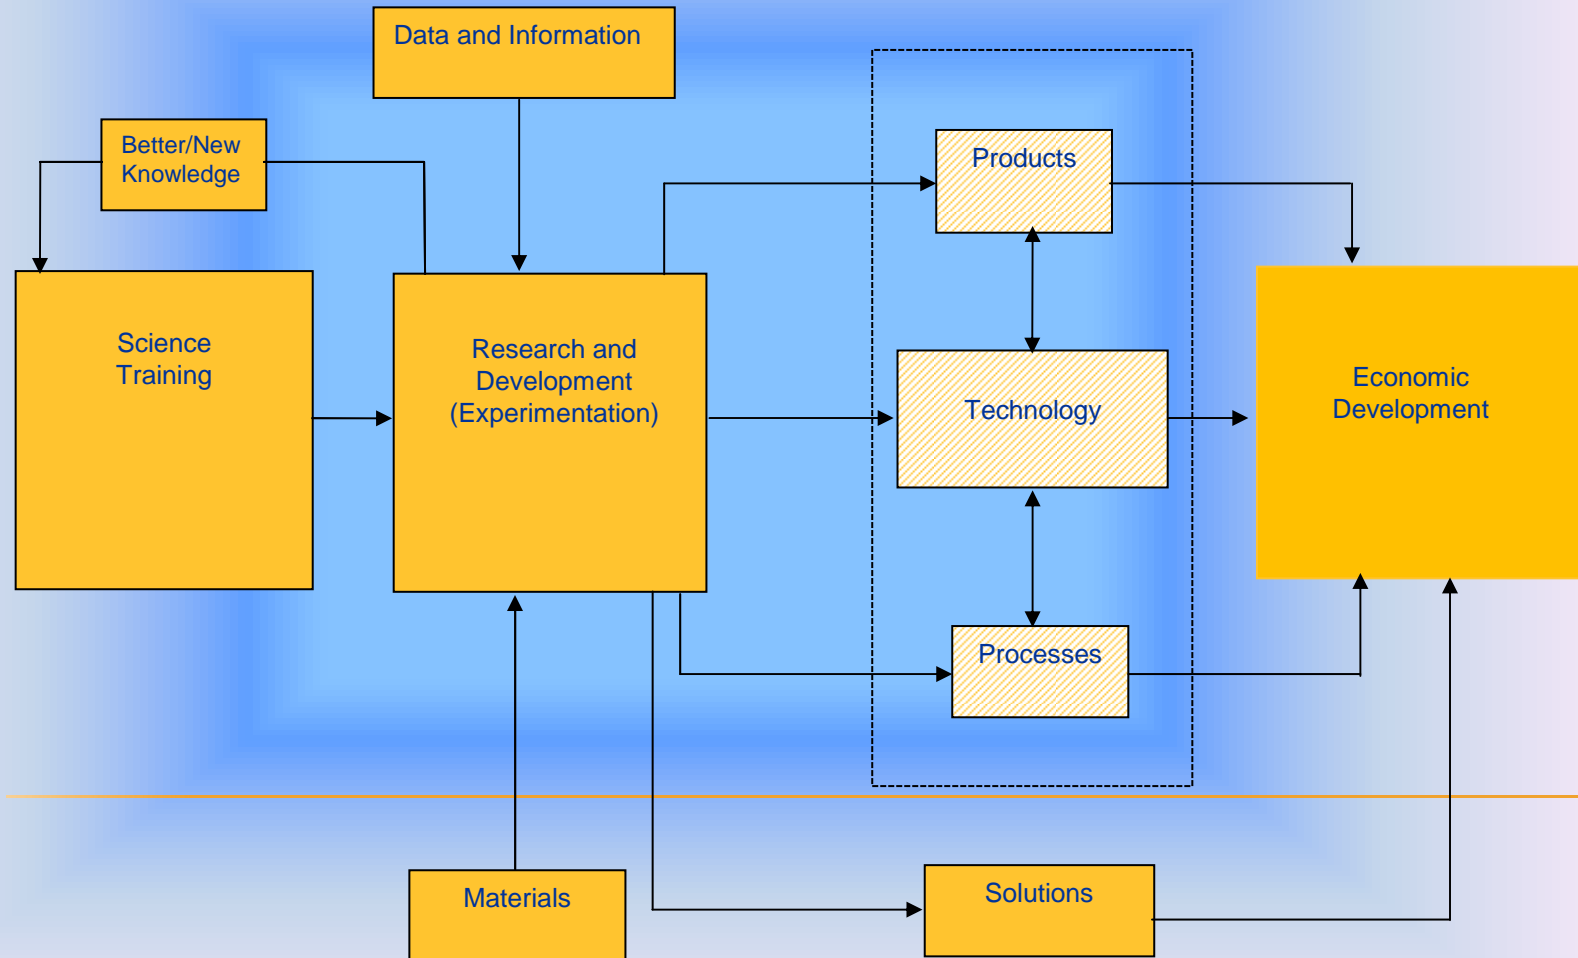 Data and Information
Better/New
Knowledge
Products
Science
Training
Research and
Development
(Experimentation)
Technology
Economic
Development
Processes
Materials
Solutions